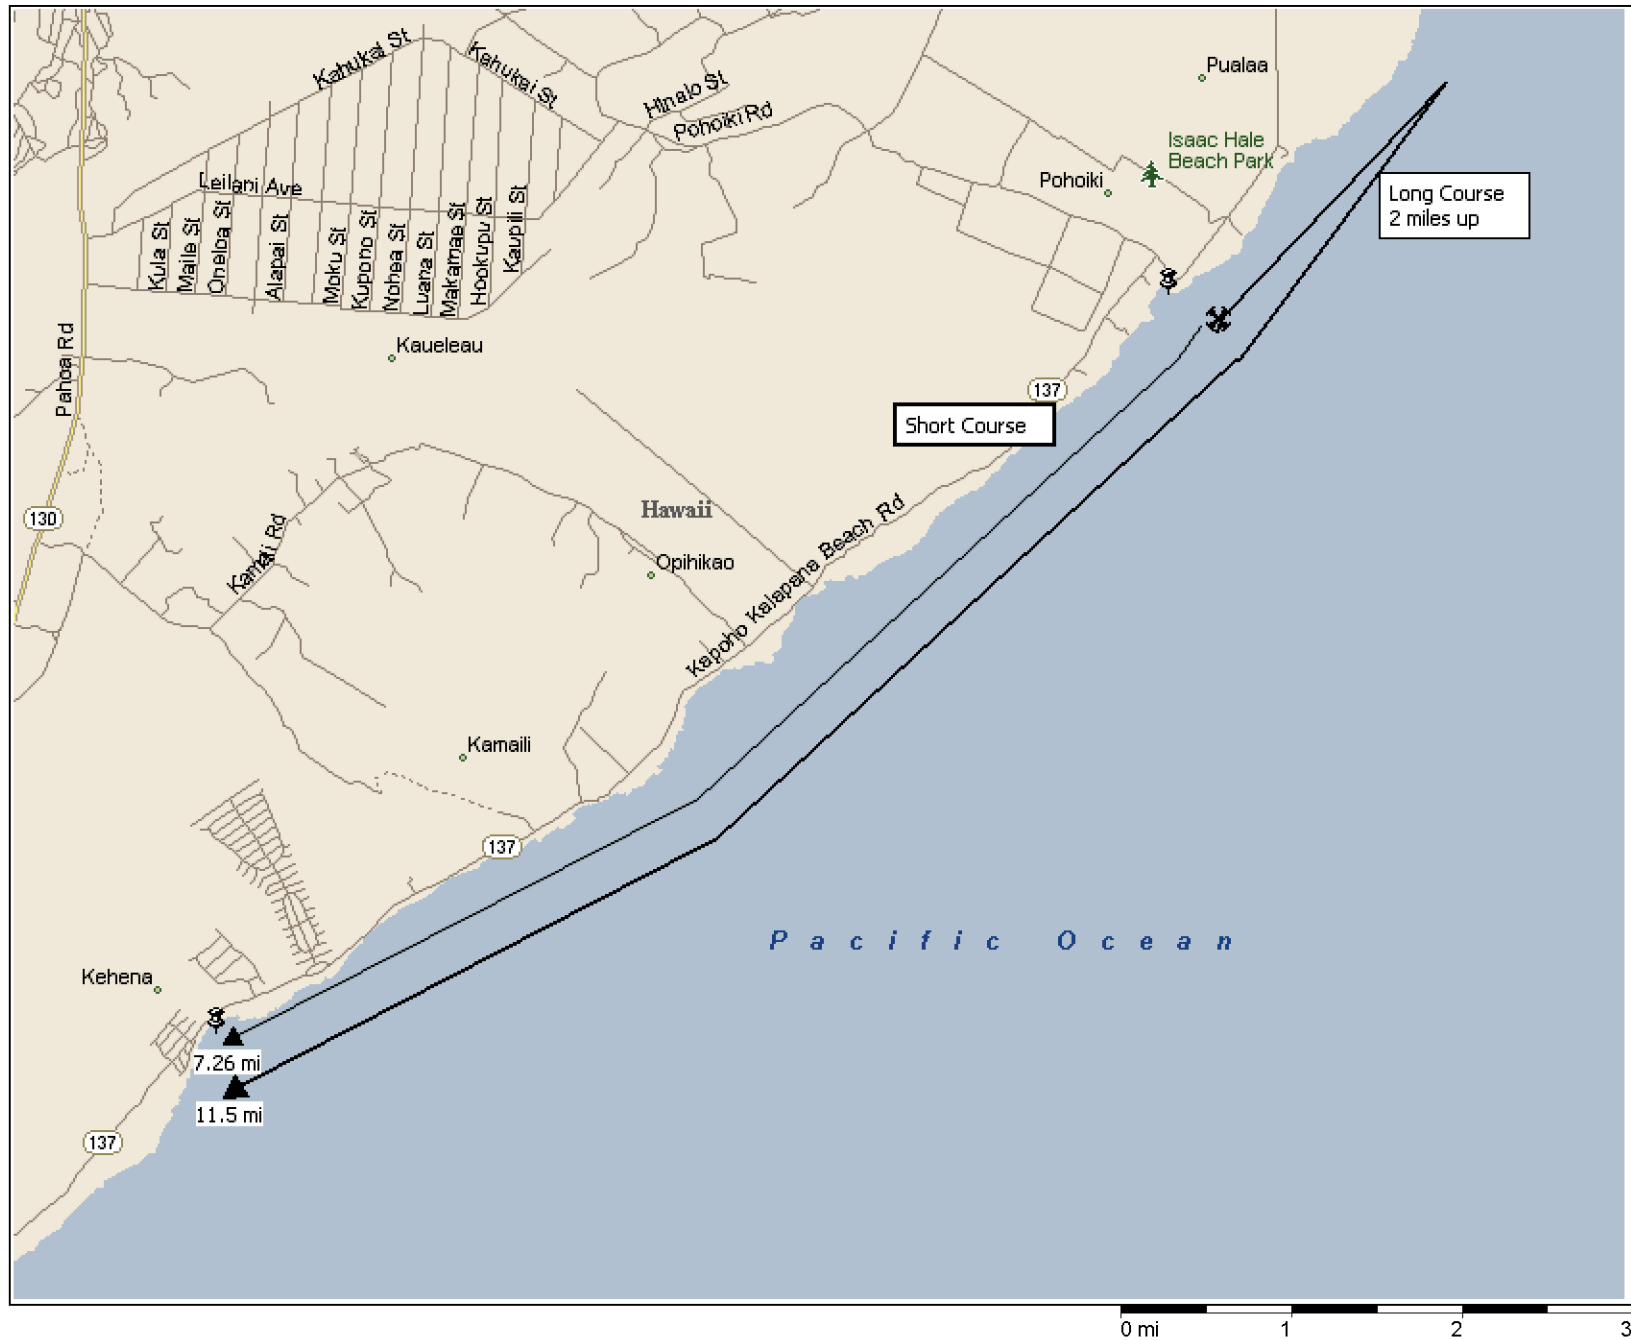 Kahukai St
Kahukai St
Hinalo St
Pohoiki Rd
Pualaa
Isaac Hale
Beach Park
Pohoiki
Long Course
2 miles up
Leilani Ave
Kula St
Maile St
Oneloa St
Alapai St
Moku St
Kupono St
Nohea St
Luana St
Makamae St
Hookupu St
Kaupili St
Pahoa Rd
Kaueleau
137
Short Course
130
Kamaili Rd
Hawaii
Opihikao
Kapoho Kalapana Beach Rd
Kamaili
137
Pacific Ocean
Kehena
7.26 mi
11.5 mi
137
0 mi 1 2 3